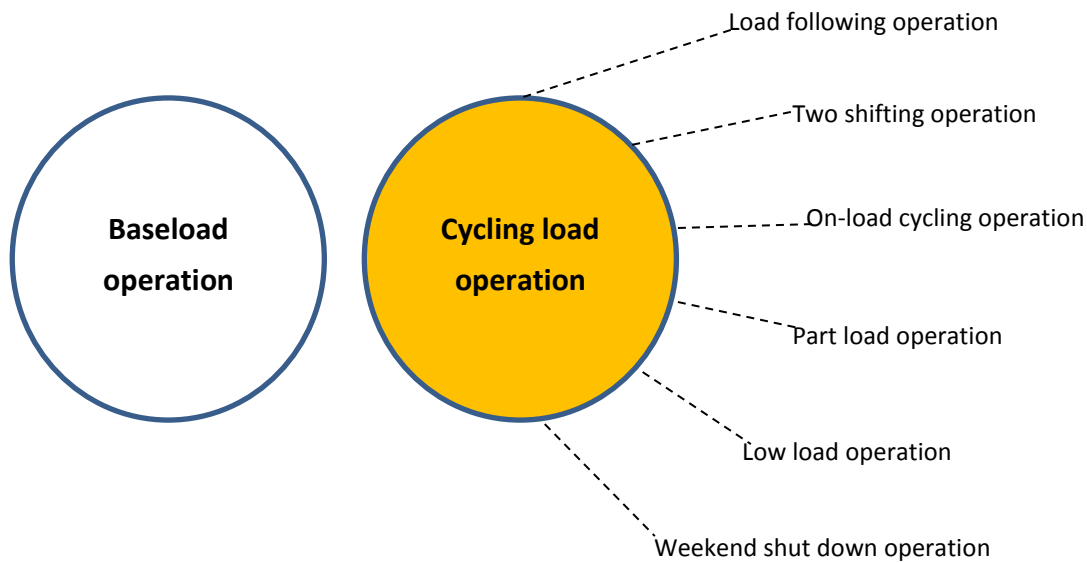 Load following operation
Two shifting operation
Baseload
operation
Cycling load
operation
On-load cycling operation
Part load operation
Low load operation
Weekend shut down operation